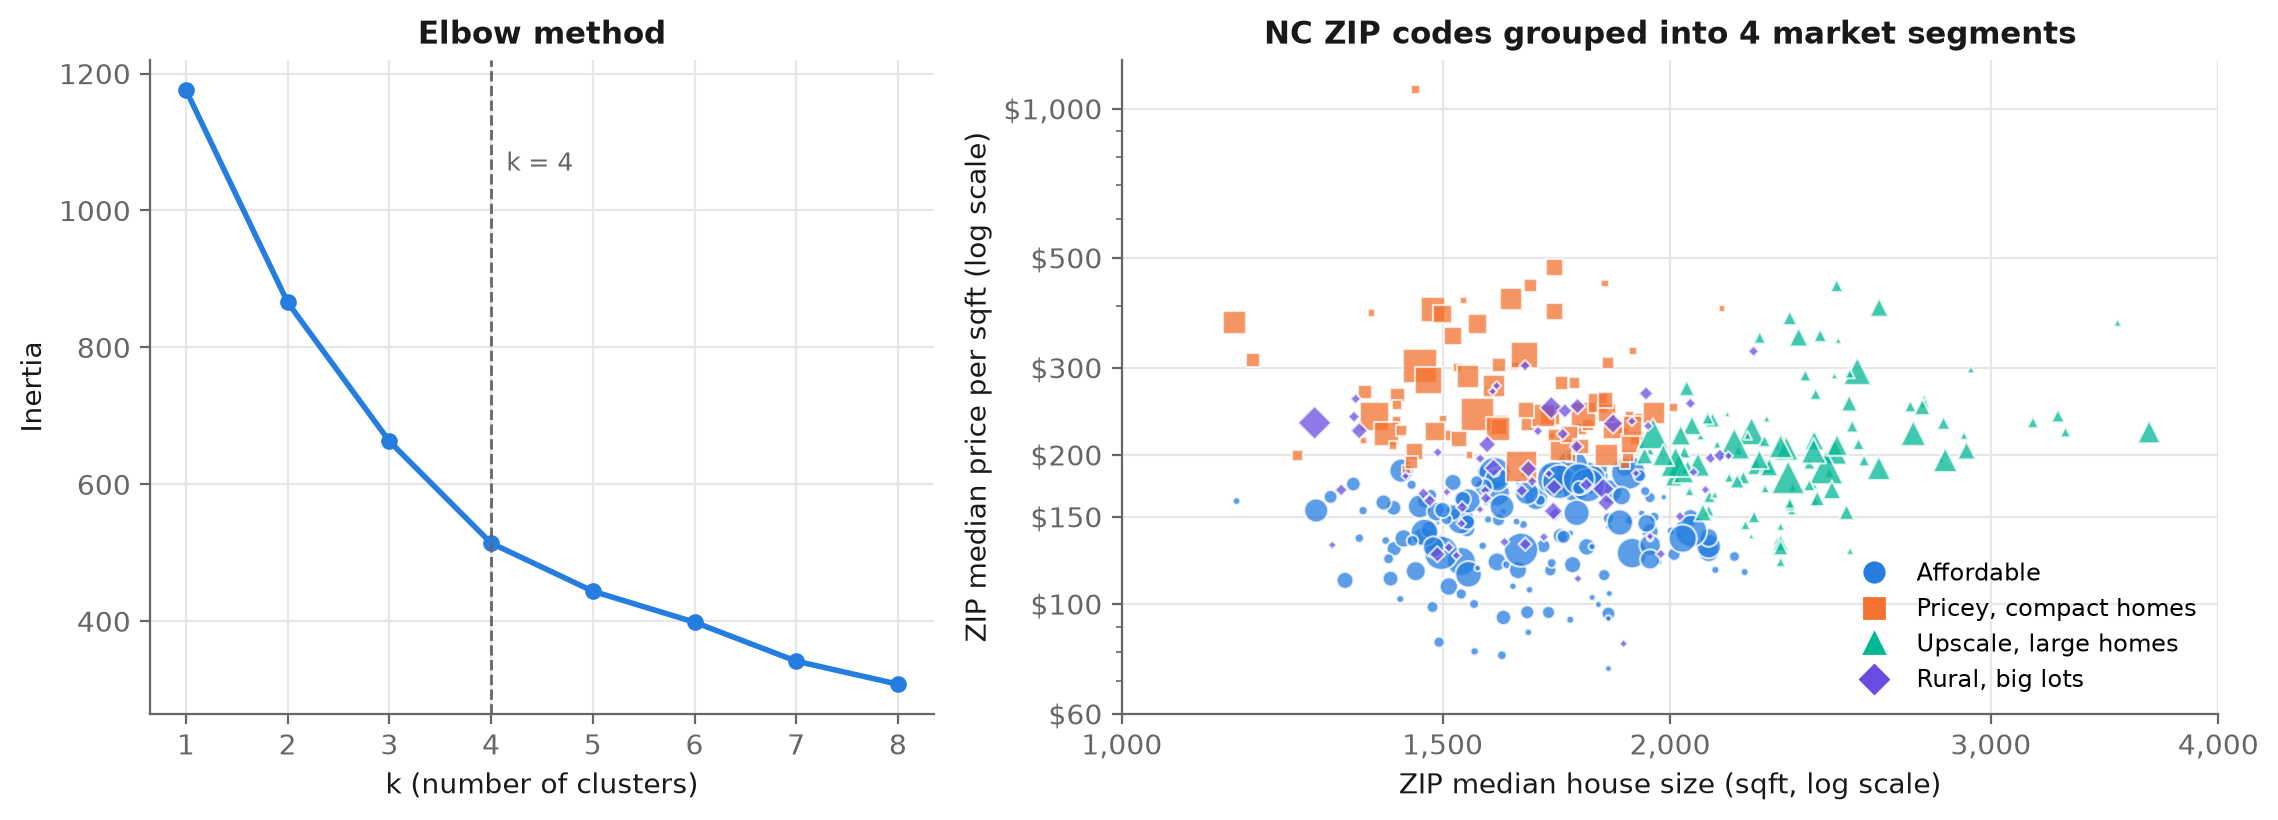 Elbow method
Inertia
1200
1000
800
600
400
k = 4
1 2 3 4 5 6 7 8
k (number of clusters)
NC ZIP codes grouped into 4 market segments
ZIP median price per sqft (log scale)
$1,000
$500
$300
$200
$150
$100
$60
Affordable
Pricey, compact homes
Upscale, large homes
Rural, big lots
1,000 1,500 2,000 3,000 4,000
ZIP median house size (sqft, log scale)